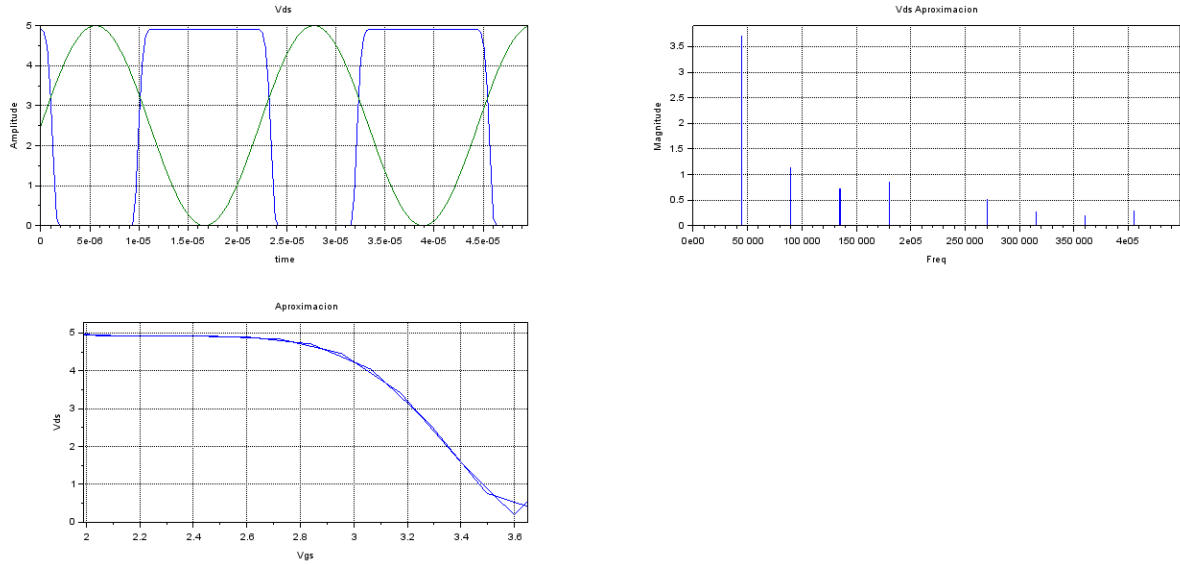 Vds
Amplitude
5
4
3
2
1
0
0 5e-06 1e-05 1.5e-05 2e-05 2.5e-05 3e-05 3.5e-05 4e-05 4.5e-05
time
Vds Aproximacion
Magnitude
3.5
3
2.5
2
1.5
1
0.5
0
0e00 50 000 100 000 150 000 2e05 250 000 300 000 350 000 4e05
Freq
Aproximacion
Vds
5
4
3
2
1
0
2 2.2 2.4 2.6 2.8 3.0 3.2 3.4 3.6
Vgs